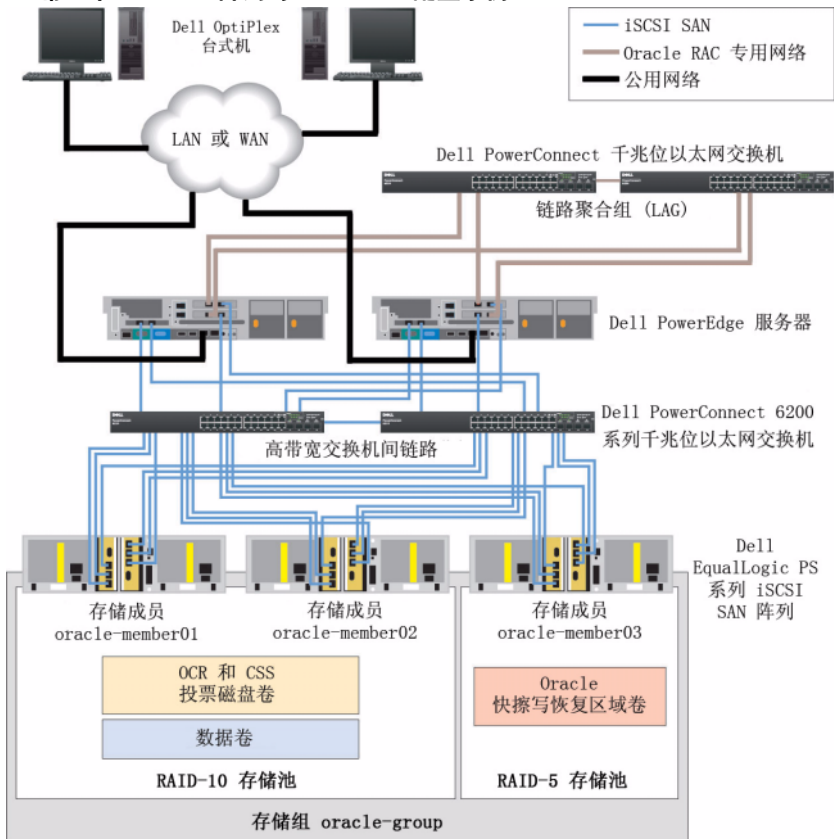 Dell OptiPlex
台式机
iSCSI SAN
Oracle RAC 专用网络
公用网络
LAN 或 WAN
Dell PowerConnect 千兆位以太网交换机
链路聚合组 (LAG)
Dell PowerEdge 服务器
Dell PowerConnect 6200
系列千兆位以太网交换机
高带宽交换机间链路
Dell
EqualLogic PS
系列 iSCSI
SAN 阵列
存储成员
oracle-member01
存储成员
oracle-member02
存储成员
oracle-member03
OCR 和 CSS
投票磁盘卷
数据卷
Oracle
快擦写恢复区域卷
RAID-10 存储池
RAID-5 存储池
存储组 oracle-group